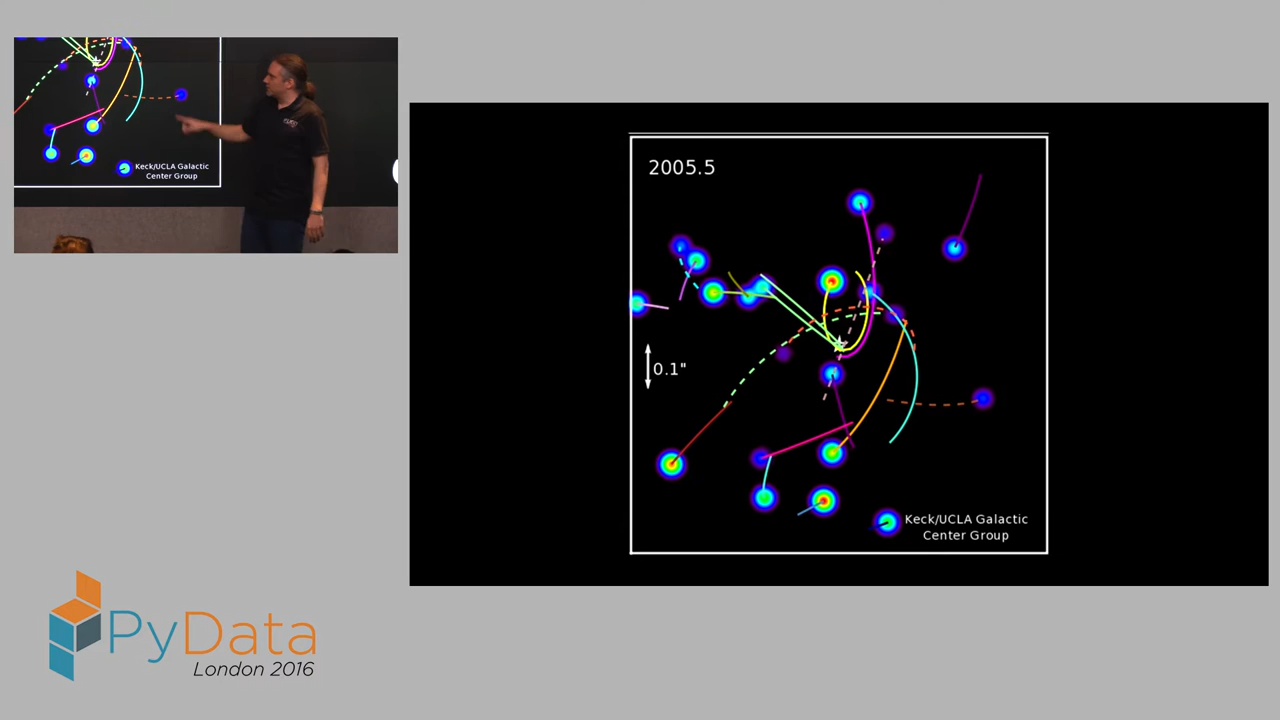 Keck/UCLA Galactic
Center Group
2005.5
0.1"
Keck/UCLA Galactic
Center Group
PyData
London 2016